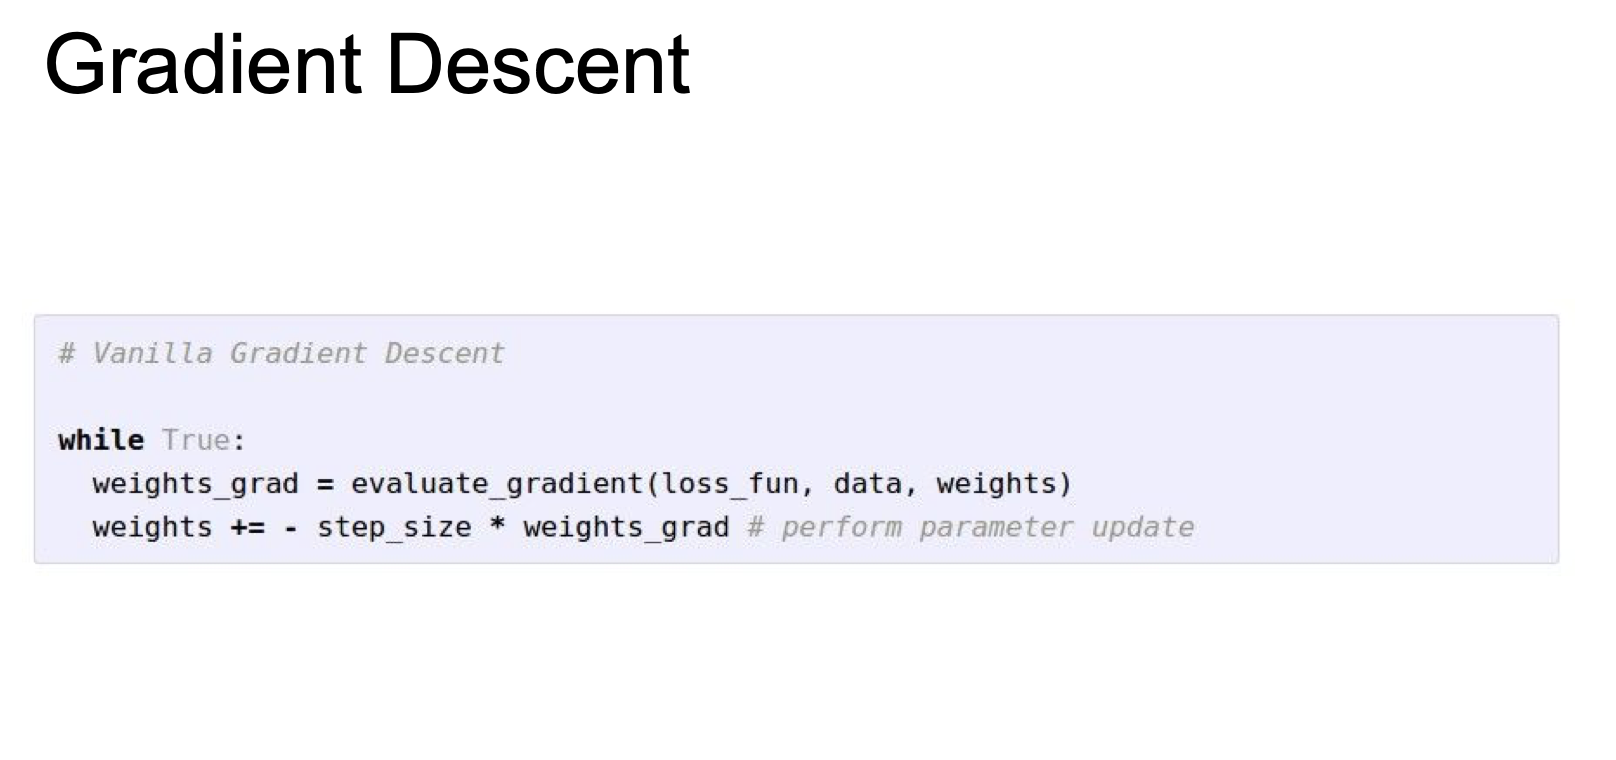 Gradient Descent
# Vanilla Gradient Descent
while True:
weights_grad = evaluate_gradient(loss_fun, data, weights)
weights += - step_size * weights_grad # perform parameter update